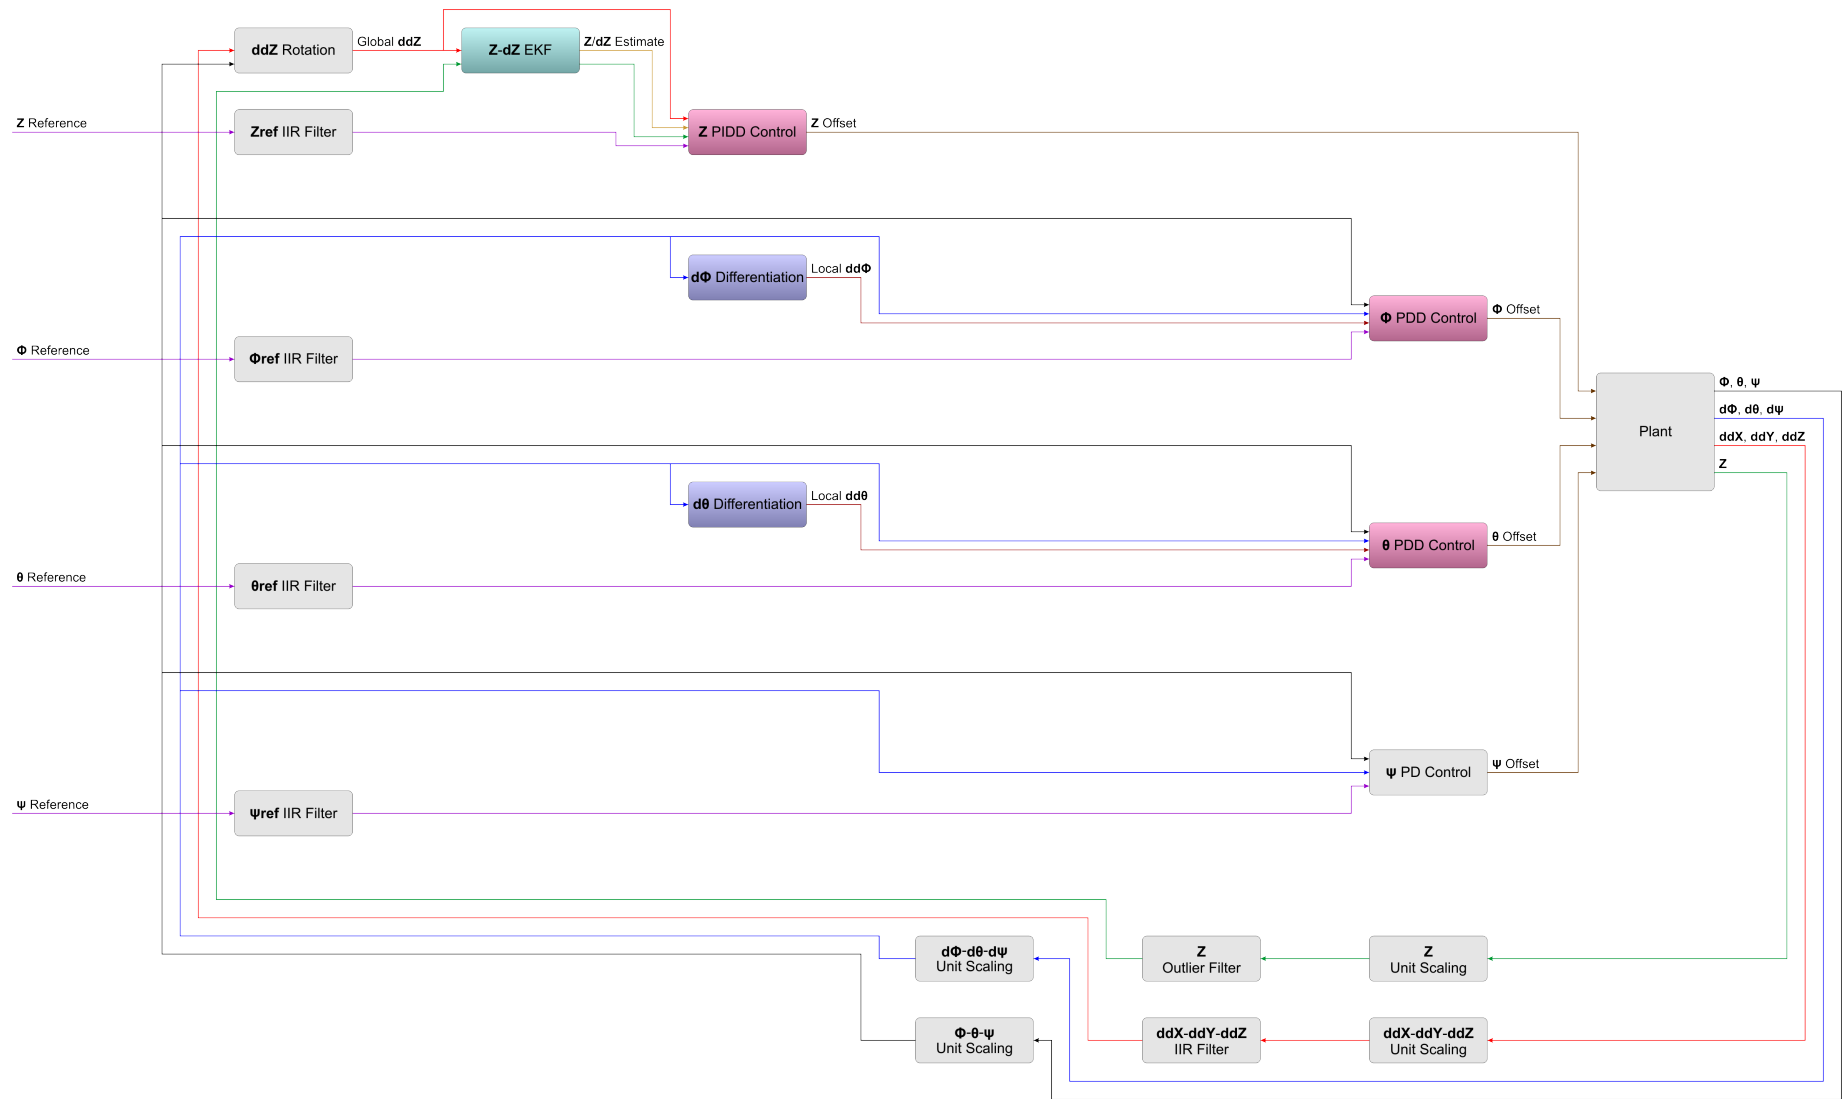 ddZ Rotation
Global ddZ
Z-dZ EKF
Z/dZ Estimate
Z Reference
Zref IIR Filter
Z PIDD Control
Z Offset
dΦ Differentiation
Local ddΦ
Φ PDD Control
Φ Offset
Φ Reference
Φref IIR Filter
Plant
Φ, θ, ψ
dΦ, dθ, dψ
ddX, ddY, ddZ
Z
dθ Differentiation
Local ddθ
θ PDD Control
θ Offset
θ Reference
θref IIR Filter
ψ PD Control
ψ Offset
ψ Reference
ψref IIR Filter
dΦ-dθ-dψ
Unit Scaling
Z
Outlier Filter
Z
Unit Scaling
Φ-θ-ψ
Unit Scaling
ddX-ddY-ddZ
IIR Filter
ddX-ddY-ddZ
Unit Scaling